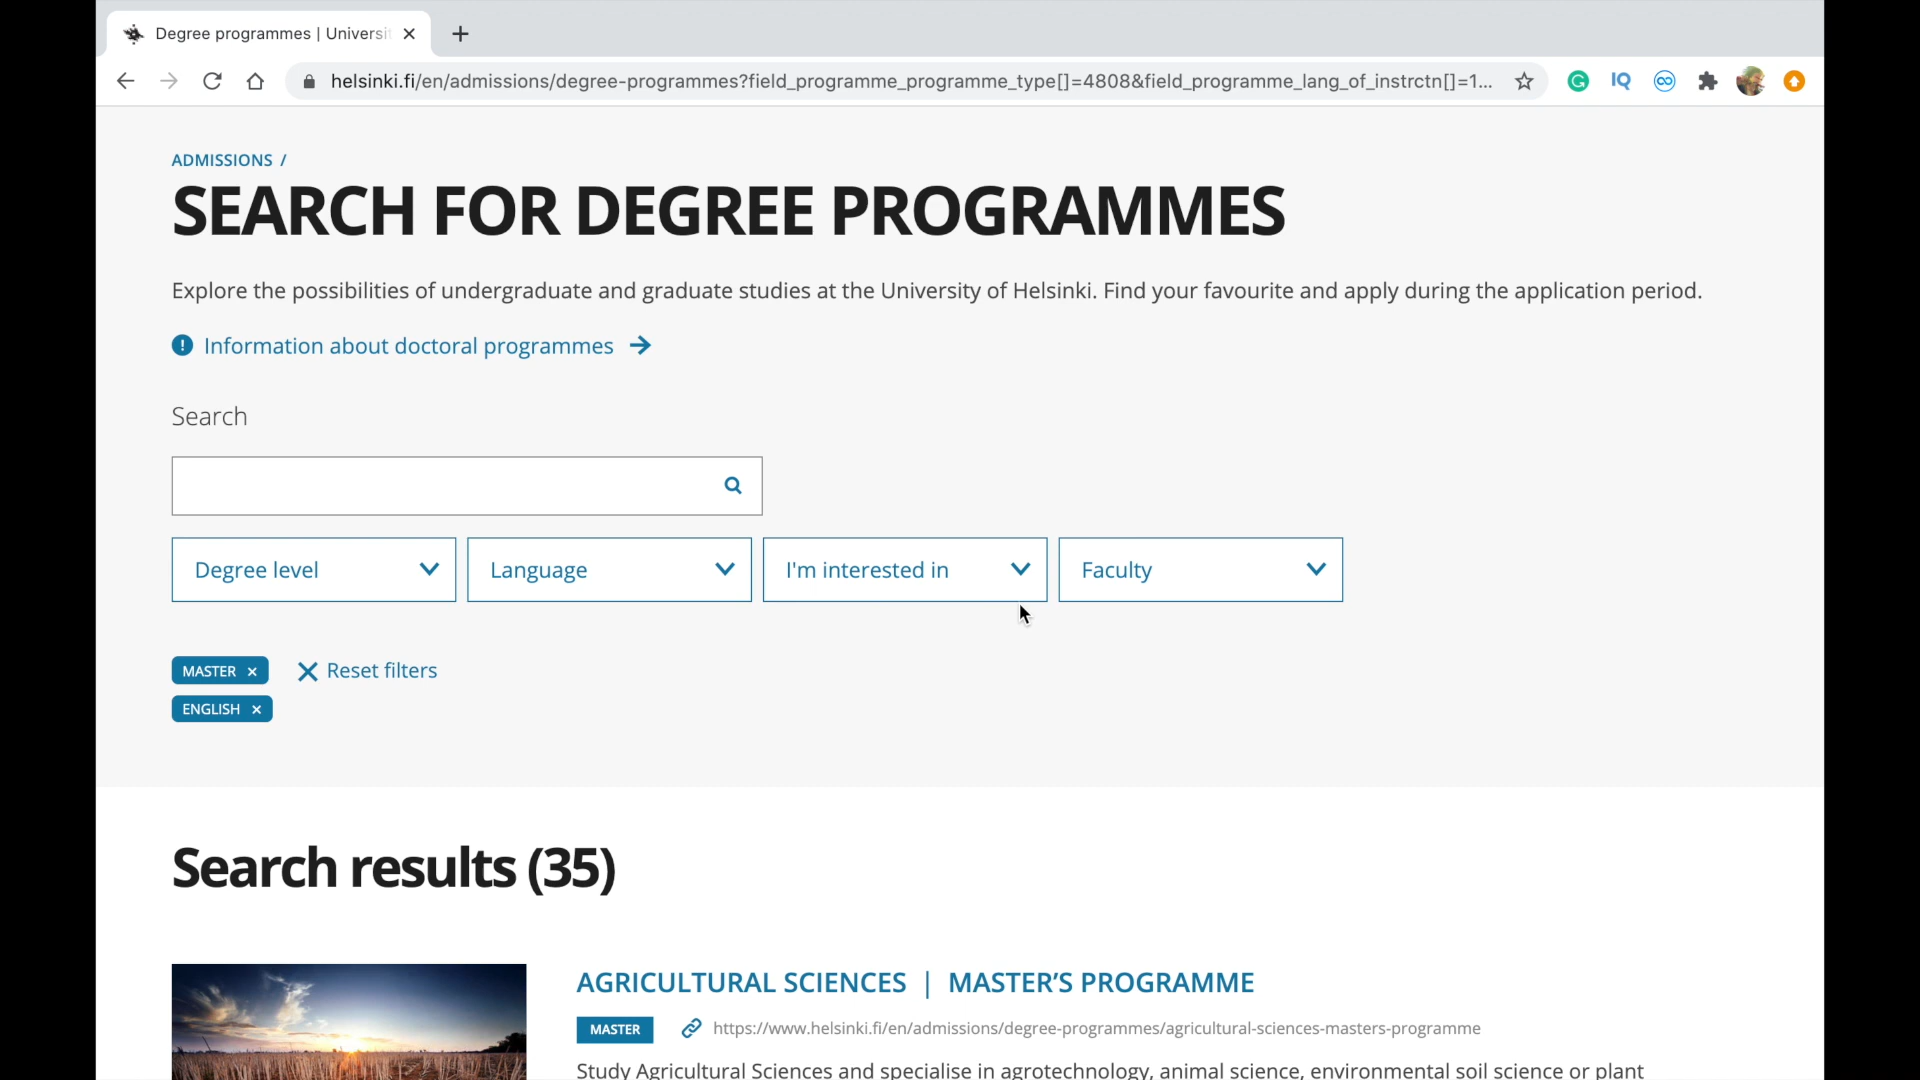 Degree programmes | Universi
helsinki.fi/en/admissions/degree-programmes?field_programme_programme_type[]=4808&field_programme_lang_of_instrctn[]=1...
IQ
ADMISSIONS /
SEARCH FOR DEGREE PROGRAMMES
Explore the possibilities of undergraduate and graduate studies at the University of Helsinki. Find your favourite and apply during the application period.
Information about doctoral programmes
Search
Degree level Language I'm interested in Faculty
MASTER × Reset filters
ENGLISH ×
Search results (35)
AGRICULTURAL SCIENCES | MASTER’S PROGRAMME
MASTER https://www.helsinki.fi/en/admissions/degree-programmes/agricultural-sciences-masters-programme
Study Agricultural Sciences and specialise in agrotechnology, animal science, environmental soil science or plant